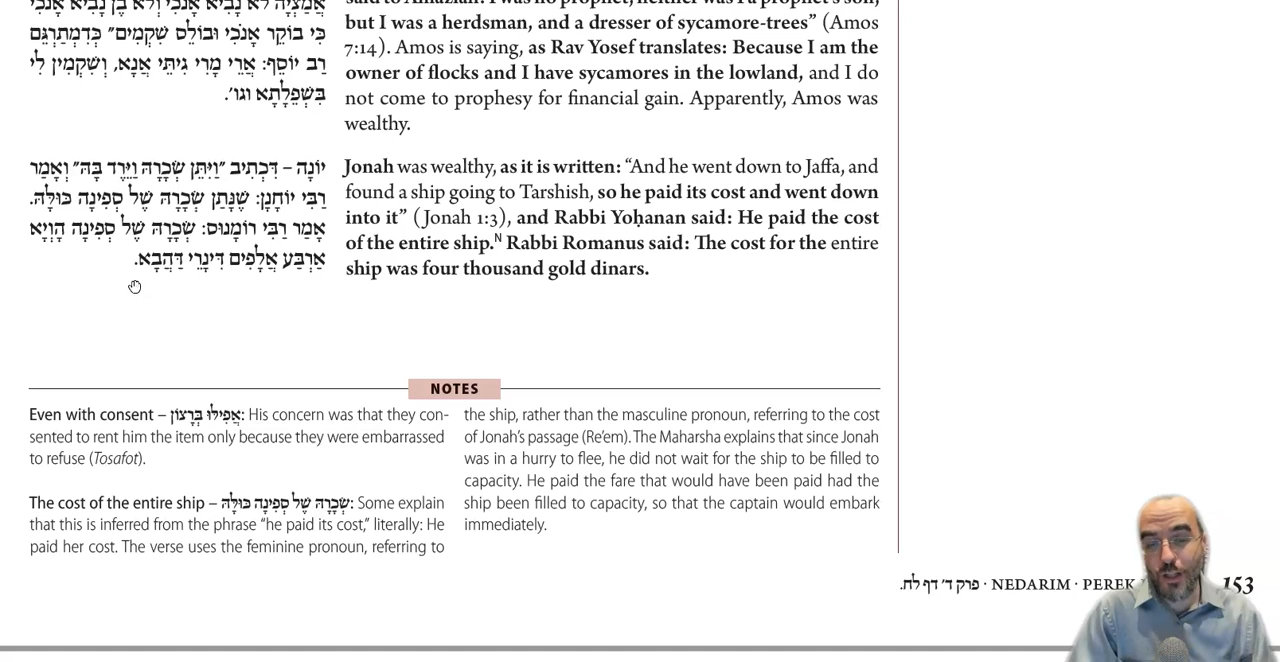 אֲמַצְיָה לֹא נָבִיא אָנֹכִי וְלֹא בֶן נָבִיא אָנֹכִי
כִּי בוֹקֵר אָנֹכִי וּבוֹלֵס שִׁקְמִים״ כְּדִמְתַרְגֵּם
רַב יוֹסֵף: אֲרֵי מָרֵי גִיתֵּי אֲנָא, וְשִׁקְמִין לִי
בִּשְׁפֵלָתָא וגו׳.
said to Amaziah: I was no prophet, neither was I a prophet's son,
but I was a herdsman, and a dresser of sycamore-trees” (Amos
7:14). Amos is saying, as Rav Yosef translates: Because I am the
owner of flocks and I have sycamores in the lowland, and I do
not come to prophesy for financial gain. Apparently, Amos was
wealthy.
יוֹנָה – דִּכְתִיב ״וַיִּתֵּן שְׂכָרָהּ וַיֵּרֶד בָּהּ״ וְאָמַר
רַבִּי יוֹחָנָן: שֶׁנָּתַן שְׂכָרָהּ שֶׁל סְפִינָה כּוּלָּהּ.
אָמַר רַבִּי רוֹמָנוּס: שְׂכָרָהּ שֶׁל סְפִינָה הָוְיָא
אַרְבַּע אֲלָפִים דִּינָרֵי דַּהֲבָא.
Jonah was wealthy, as it is written: “And he went down to Jaffa, and
found a ship going to Tarshish, so he paid its cost and went down
into it” (Jonah 1:3), and Rabbi Yoḥanan said: He paid the cost
of the entire ship.N Rabbi Romanus said: The cost for the entire
ship was four thousand gold dinars.
NOTES
Even with consent – אֲפִילּוּ בְּרָצוֹן: His concern was that they con-
sented to rent him the item only because they were embarrassed
to refuse (Tosafot).
The cost of the entire ship – שְׂכָרָהּ שֶׁל סְפִינָה כּוּלָּהּ: Some explain
that this is inferred from the phrase “he paid its cost,” literally: He
paid her cost. The verse uses the feminine pronoun, referring to
the ship, rather than the masculine pronoun, referring to the cost
of Jonah's passage (Re'em). The Maharsha explains that since Jonah
was in a hurry to flee, he did not wait for the ship to be filled to
capacity. He paid the fare that would have been paid had the
ship been filled to capacity, so that the captain would embark
immediately.
פרק ד׳ דף לח. · NEDARIM · PEREK 153